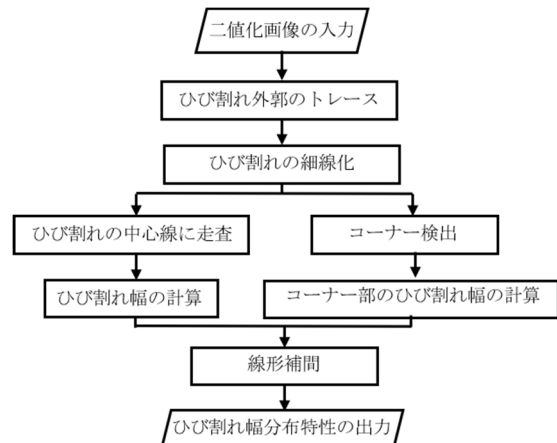 二値化画像の入力
ひび割れ外郭のトレース
ひび割れの細線化
ひび割れの中心線に走査
コーナー検出
ひび割れ幅の計算
コーナー部のひび割れ幅の計算
線形補間
ひび割れ幅分布特性の出力